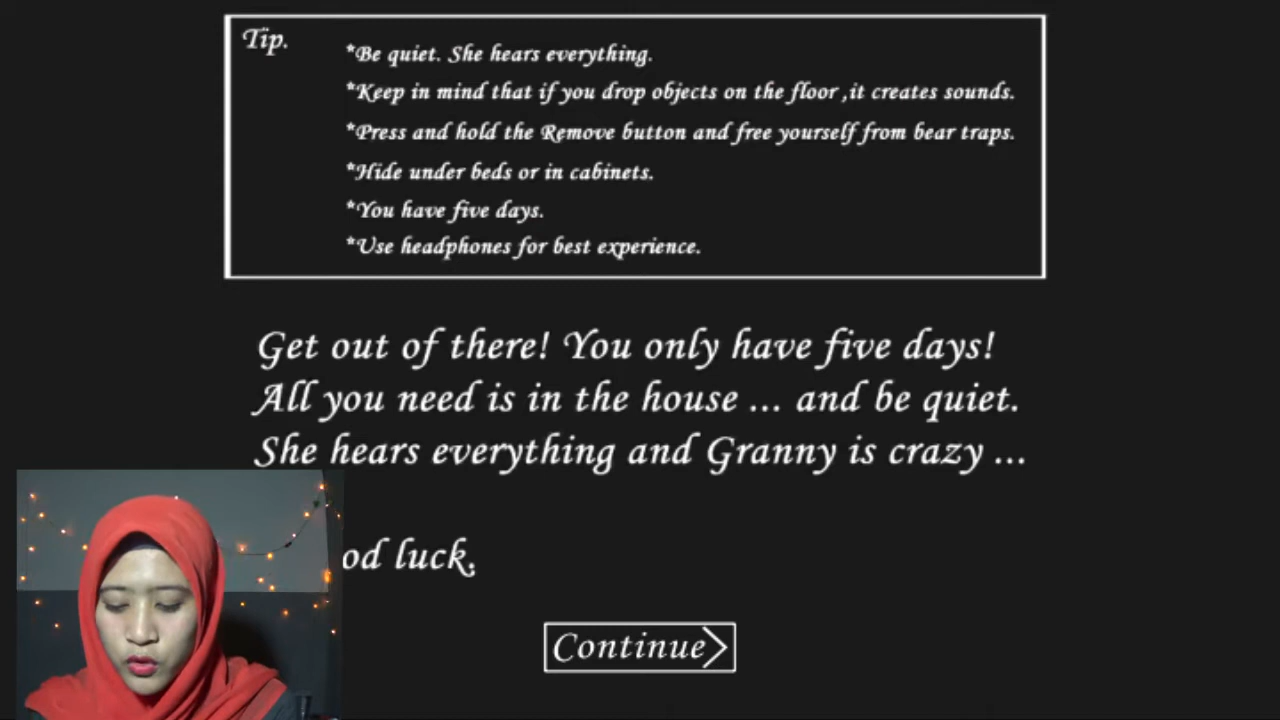 Tip.
*Be quiet. She hears everything.
*Keep in mind that if you drop objects on the floor ,it creates sounds.
*Press and hold the Remove button and free yourself from bear traps.
*Hide under beds or in cabinets.
*You have five days.
*Use headphones for best experience.
Get out of there! You only have five days!
All you need is in the house ... and be quiet.
She hears everything and Granny is crazy ...
od luck.
Continue>